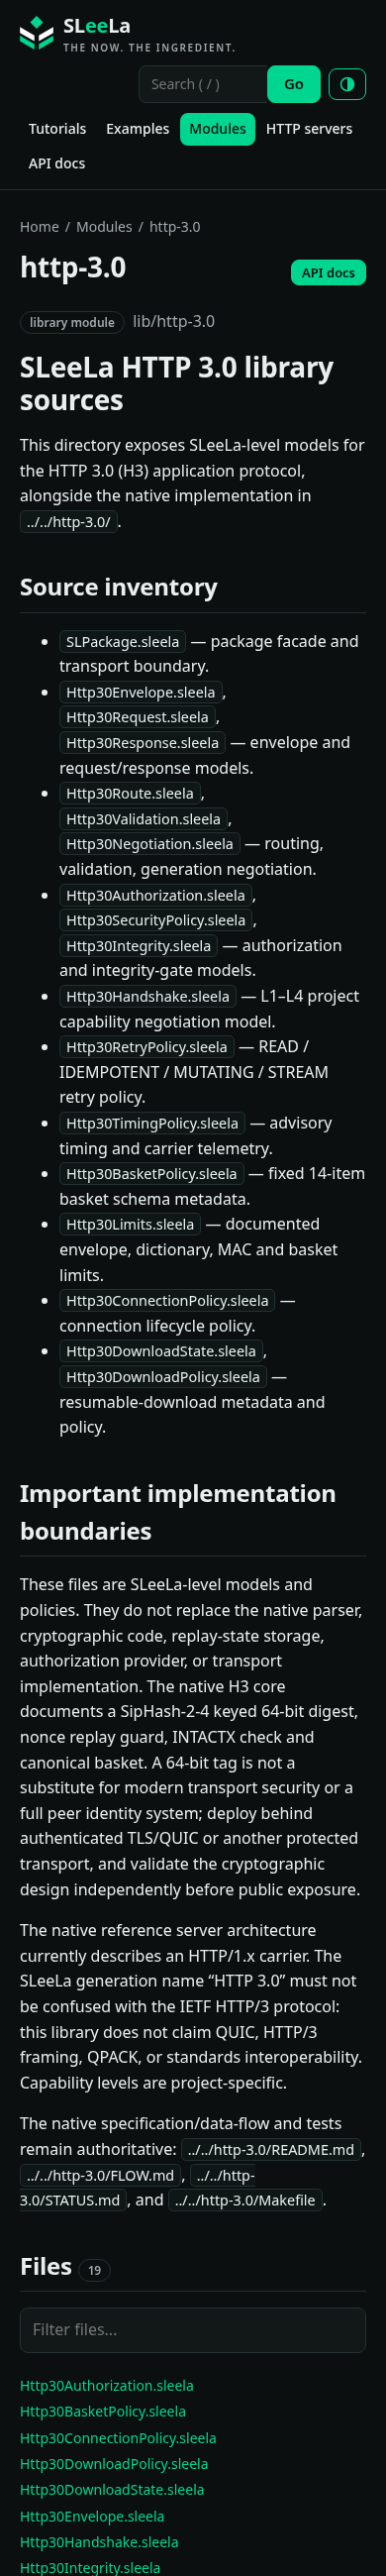 SLeeLa
THE NOW. THE INGREDIENT.
Search ( / )
Go
Tutorials Examples Modules HTTP servers
API docs
Home / Modules / http-3.0
http-3.0
API docs
library module lib/http-3.0
SLeeLa HTTP 3.0 library
sources
This directory exposes SLeeLa-level models for
the HTTP 3.0 (H3) application protocol,
alongside the native implementation in
../../http-3.0/ .
Source inventory
• SLPackage.sleela — package facade and
transport boundary.
• Http30Envelope.sleela ,
Http30Request.sleela ,
Http30Response.sleela — envelope and
request/response models.
• Http30Route.sleela ,
Http30Validation.sleela ,
Http30Negotiation.sleela — routing,
validation, generation negotiation.
• Http30Authorization.sleela ,
Http30SecurityPolicy.sleela ,
Http30Integrity.sleela — authorization
and integrity-gate models.
• Http30Handshake.sleela — L1–L4 project
capability negotiation model.
• Http30RetryPolicy.sleela — READ /
IDEMPOTENT / MUTATING / STREAM
retry policy.
• Http30TimingPolicy.sleela — advisory
timing and carrier telemetry.
• Http30BasketPolicy.sleela — fixed 14-item
basket schema metadata.
• Http30Limits.sleela — documented
envelope, dictionary, MAC and basket
limits.
• Http30ConnectionPolicy.sleela —
connection lifecycle policy.
• Http30DownloadState.sleela ,
Http30DownloadPolicy.sleela —
resumable-download metadata and
policy.
Important implementation
boundaries
These files are SLeeLa-level models and
policies. They do not replace the native parser,
cryptographic code, replay-state storage,
authorization provider, or transport
implementation. The native H3 core
documents a SipHash-2-4 keyed 64-bit digest,
nonce replay guard, INTACTX check and
canonical basket. A 64-bit tag is not a
substitute for modern transport security or a
full peer identity system; deploy behind
authenticated TLS/QUIC or another protected
transport, and validate the cryptographic
design independently before public exposure.
The native reference server architecture
currently describes an HTTP/1.x carrier. The
SLeeLa generation name “HTTP 3.0” must not
be confused with the IETF HTTP/3 protocol:
this library does not claim QUIC, HTTP/3
framing, QPACK, or standards interoperability.
Capability levels are project-specific.
The native specification/data-flow and tests
remain authoritative: ../../http-3.0/README.md ,
../../http-3.0/FLOW.md , ../../http-
3.0/STATUS.md , and ../../http-3.0/Makefile .
Files 19
Filter files...
Http30Authorization.sleela
Http30BasketPolicy.sleela
Http30ConnectionPolicy.sleela
Http30DownloadPolicy.sleela
Http30DownloadState.sleela
Http30Envelope.sleela
Http30Handshake.sleela
Http30Integrity.sleela